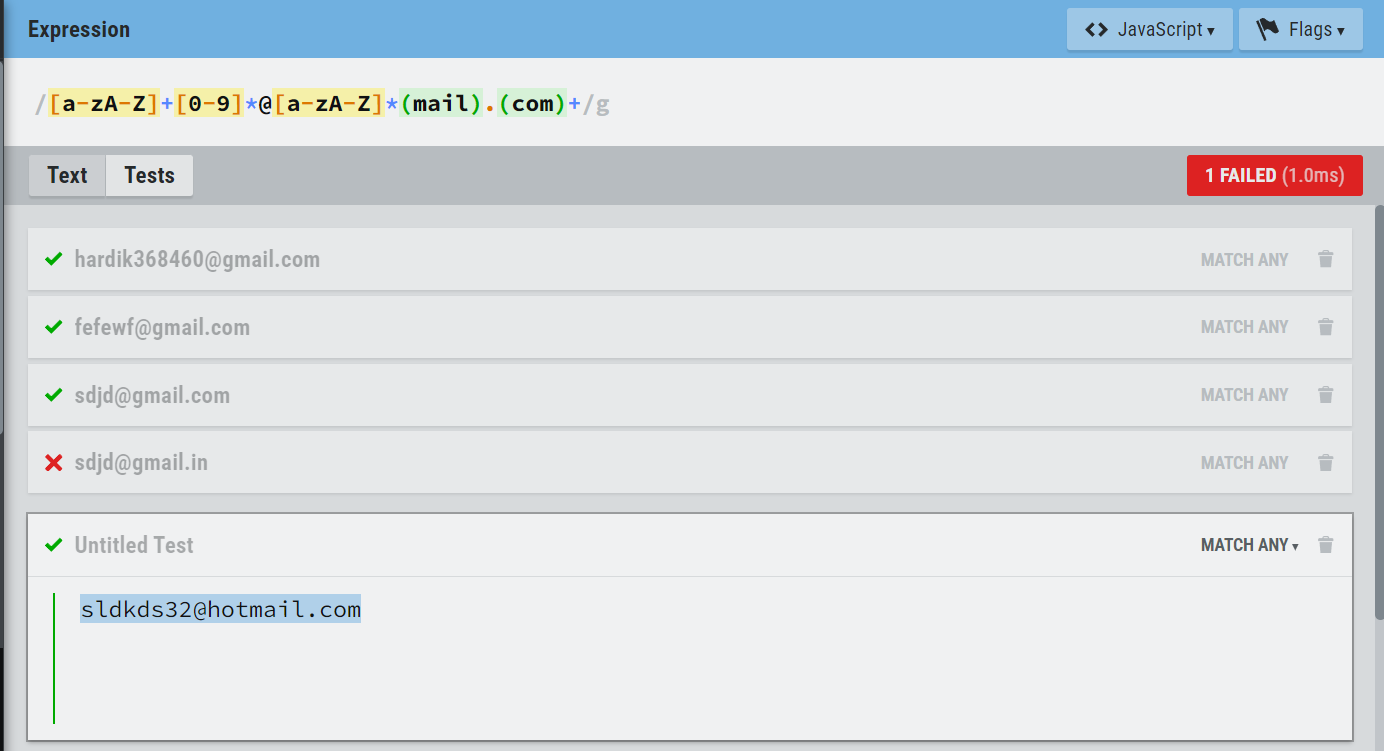 Expression
<> JavaScript ▾
Flags ▾
/[a-zA-Z]+[0-9]*@[a-zA-Z]*(mail).(com)+/g
Text
Tests
1 FAILED (1.0ms)
hardik368460@gmail.com
MATCH ANY
fefewf@gmail.com
MATCH ANY
sdjd@gmail.com
MATCH ANY
sdjd@gmail.in
MATCH ANY
Untitled Test
MATCH ANY ▾
sldkds32@hotmail.com